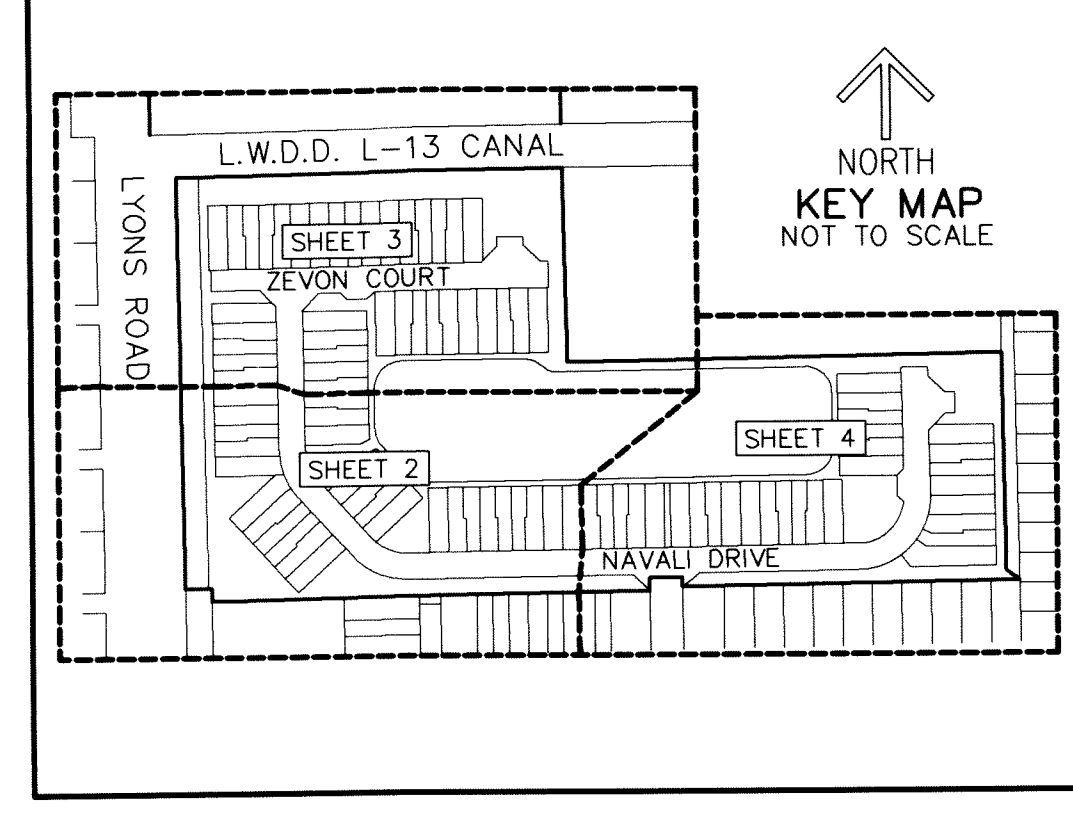 L.W.D.D. L-13 CANAL
NORTH
KEY MAP
NOT TO SCALE
LYONS ROAD
SHEET 3
ZEVON COURT
SHEET 4
SHEET 2
NAVALI DRIVE